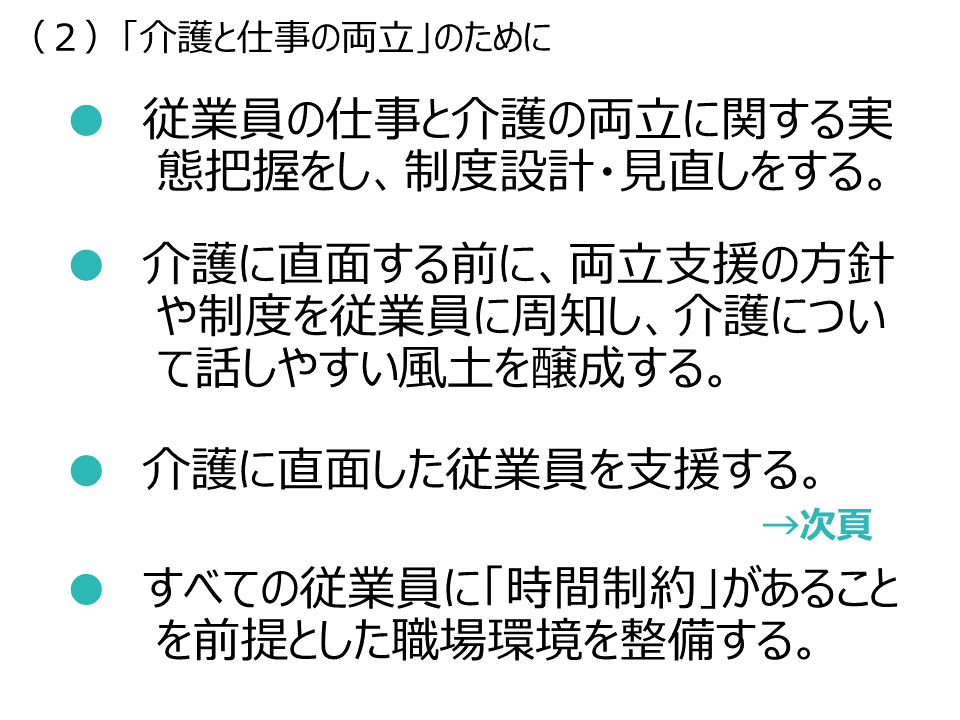 （２）「介護と仕事の両立」のために
● 従業員の仕事と介護の両立に関する実
態把握をし、制度設計・見直しをする。
● 介護に直面する前に、両立支援の方針
や制度を従業員に周知し、介護につい
て話しやすい風土を醸成する。
● 介護に直面した従業員を支援する。
→次頁
● すべての従業員に「時間制約」があること
を前提とした職場環境を整備する。